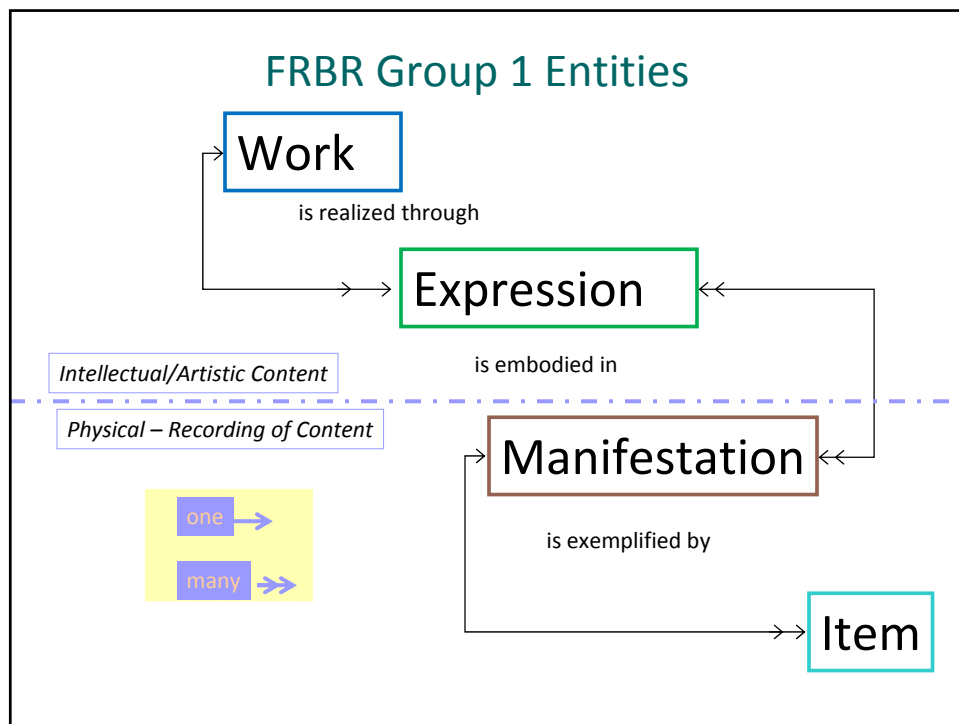 FRBR Group 1 Entities
Work
is realized through
Expression
is embodied in
Intellectual/Artistic Content
Physical – Recording of Content
Manifestation
one
is exemplified by
many
Item